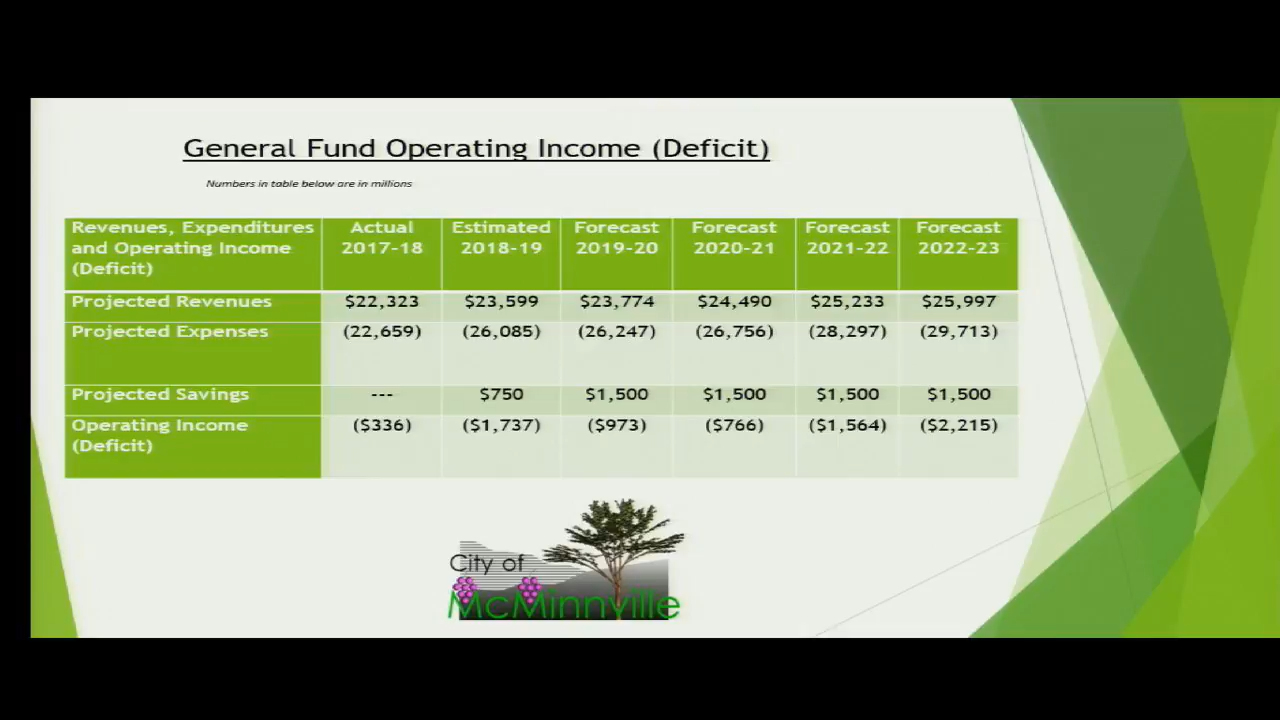 General Fund Operating Income (Deficit)
Numbers in table below are in millions
Revenues, Expenditures and Operating Income (Deficit) Actual 2017-18 Estimated 2018-19 Forecast 2019-20 Forecast 2020-21 Forecast 2021-22 Forecast 2022-23
Projected Revenues $22,323 $23,599 $23,774 $24,490 $25,233 $25,997
Projected Expenses (22,659) (26,085) (26,247) (26,756) (28,297) (29,713)
Projected Savings --- $750 $1,500 $1,500 $1,500 $1,500
Operating Income (Deficit) ($336) ($1,737) ($973) ($766) ($1,564) ($2,215)
City of
McMinnville